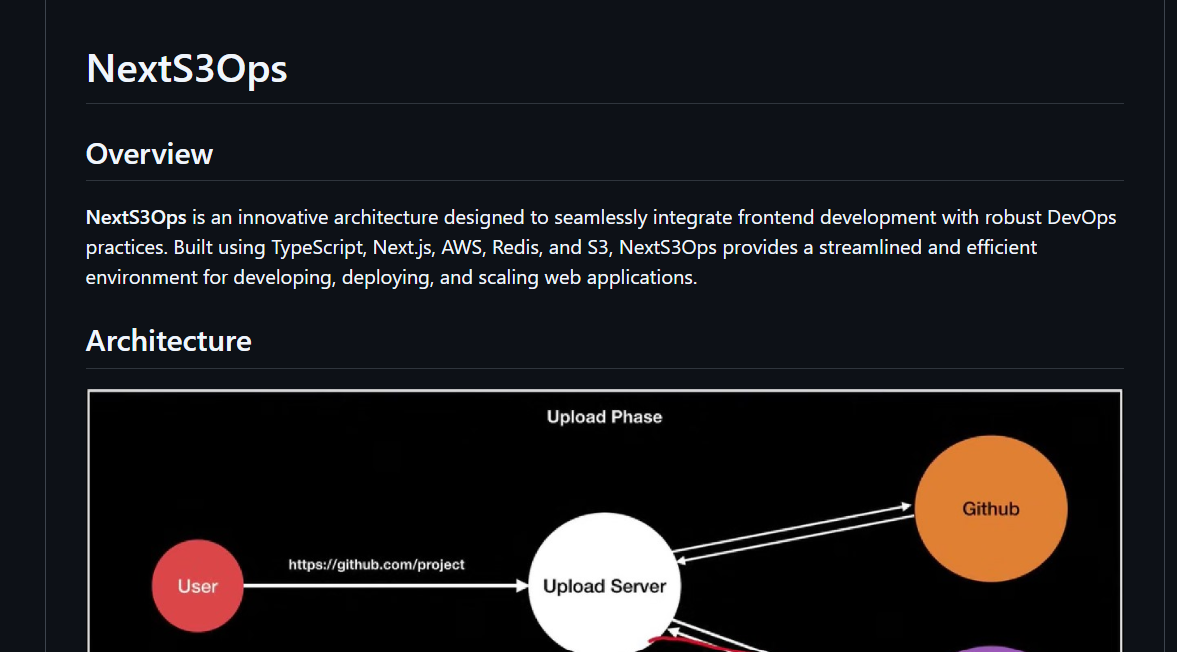 NextS3Ops
Overview
NextS3Ops is an innovative architecture designed to seamlessly integrate frontend development with robust DevOps
practices. Built using TypeScript, Next.js, AWS, Redis, and S3, NextS3Ops provides a streamlined and efficient
environment for developing, deploying, and scaling web applications.
Architecture
Upload Phase
Github
https://github.com/project
User
Upload Server